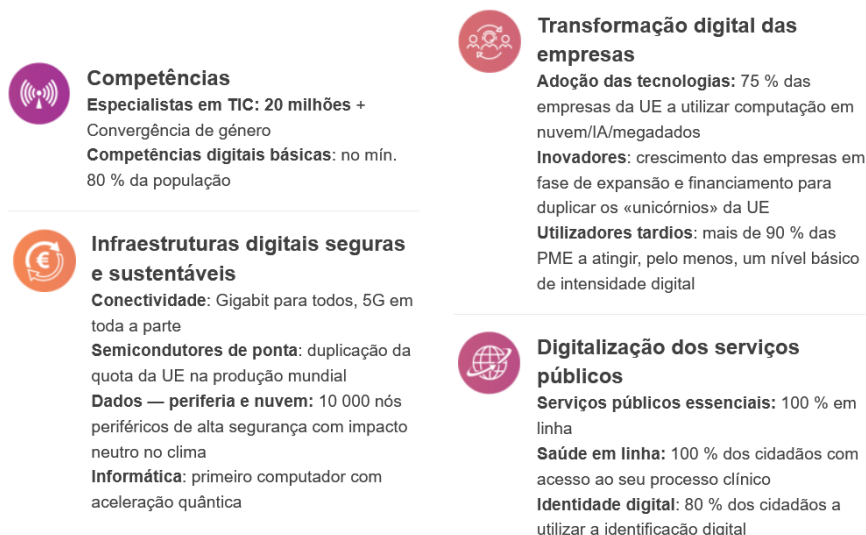 Competências
Especialistas em TIC: 20 milhões +
Convergência de género
Competências digitais básicas: no mín.
80 % da população
Infraestruturas digitais seguras
e sustentáveis
Conectividade: Gigabit para todos, 5G em
toda a parte
Semicondutores de ponta: duplicação da
quota da UE na produção mundial
Dados — periferia e nuvem: 10 000 nós
periféricos de alta segurança com impacto
neutro no clima
Informática: primeiro computador com
aceleração quântica
Transformação digital das
empresas
Adoção das tecnologias: 75 % das
empresas da UE a utilizar computação em
nuvem/IA/megadados
Inovadores: crescimento das empresas em
fase de expansão e financiamento para
duplicar os «unicórnios» da UE
Utilizadores tardios: mais de 90 % das
PME a atingir, pelo menos, um nível básico
de intensidade digital
Digitalização dos serviços
públicos
Serviços públicos essenciais: 100 % em
linha
Saúde em linha: 100 % dos cidadãos com
acesso ao seu processo clínico
Identidade digital: 80 % dos cidadãos a
utilizar a identificação digital